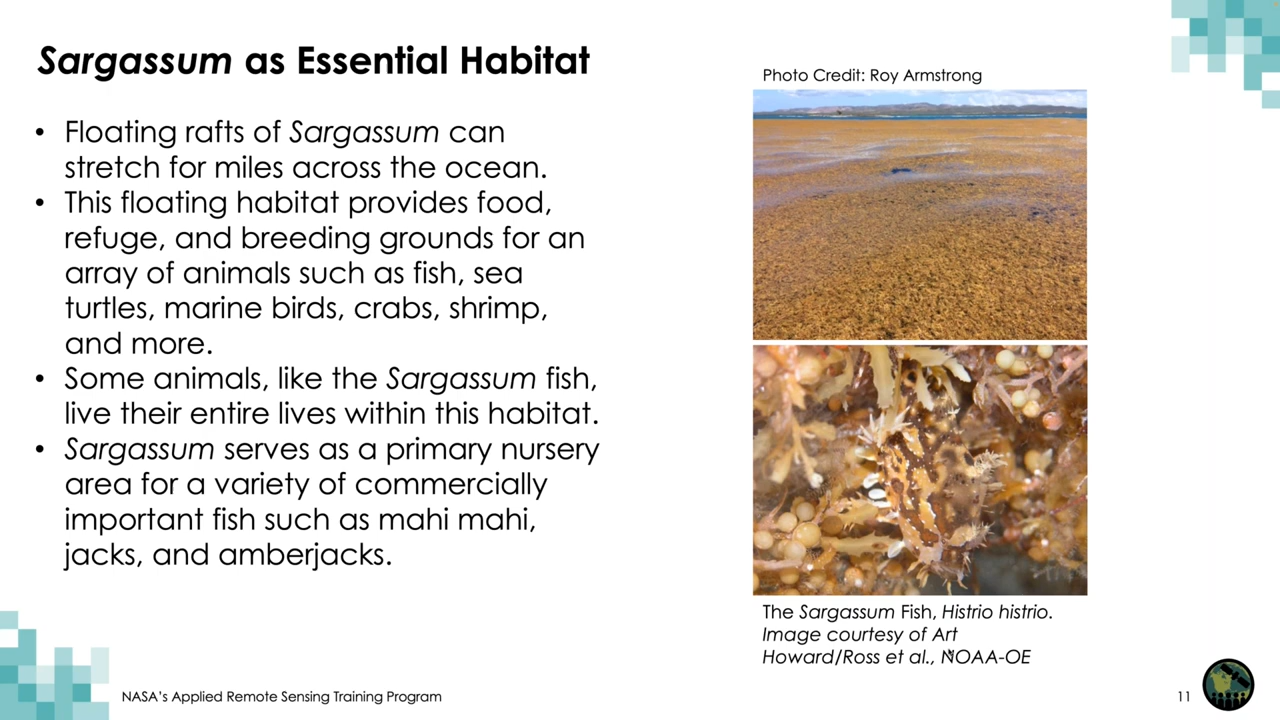 Sargassum as Essential Habitat
• Floating rafts of Sargassum can
stretch for miles across the ocean.
• This floating habitat provides food,
refuge, and breeding grounds for an
array of animals such as fish, sea
turtles, marine birds, crabs, shrimp,
and more.
• Some animals, like the Sargassum fish,
live their entire lives within this habitat.
• Sargassum serves as a primary nursery
area for a variety of commercially
important fish such as mahi mahi,
jacks, and amberjacks.
Photo Credit: Roy Armstrong
The Sargassum Fish, Histrio histrio.
Image courtesy of Art
Howard/Ross et al., NOAA-OE
NASA's Applied Remote Sensing Training Program
11